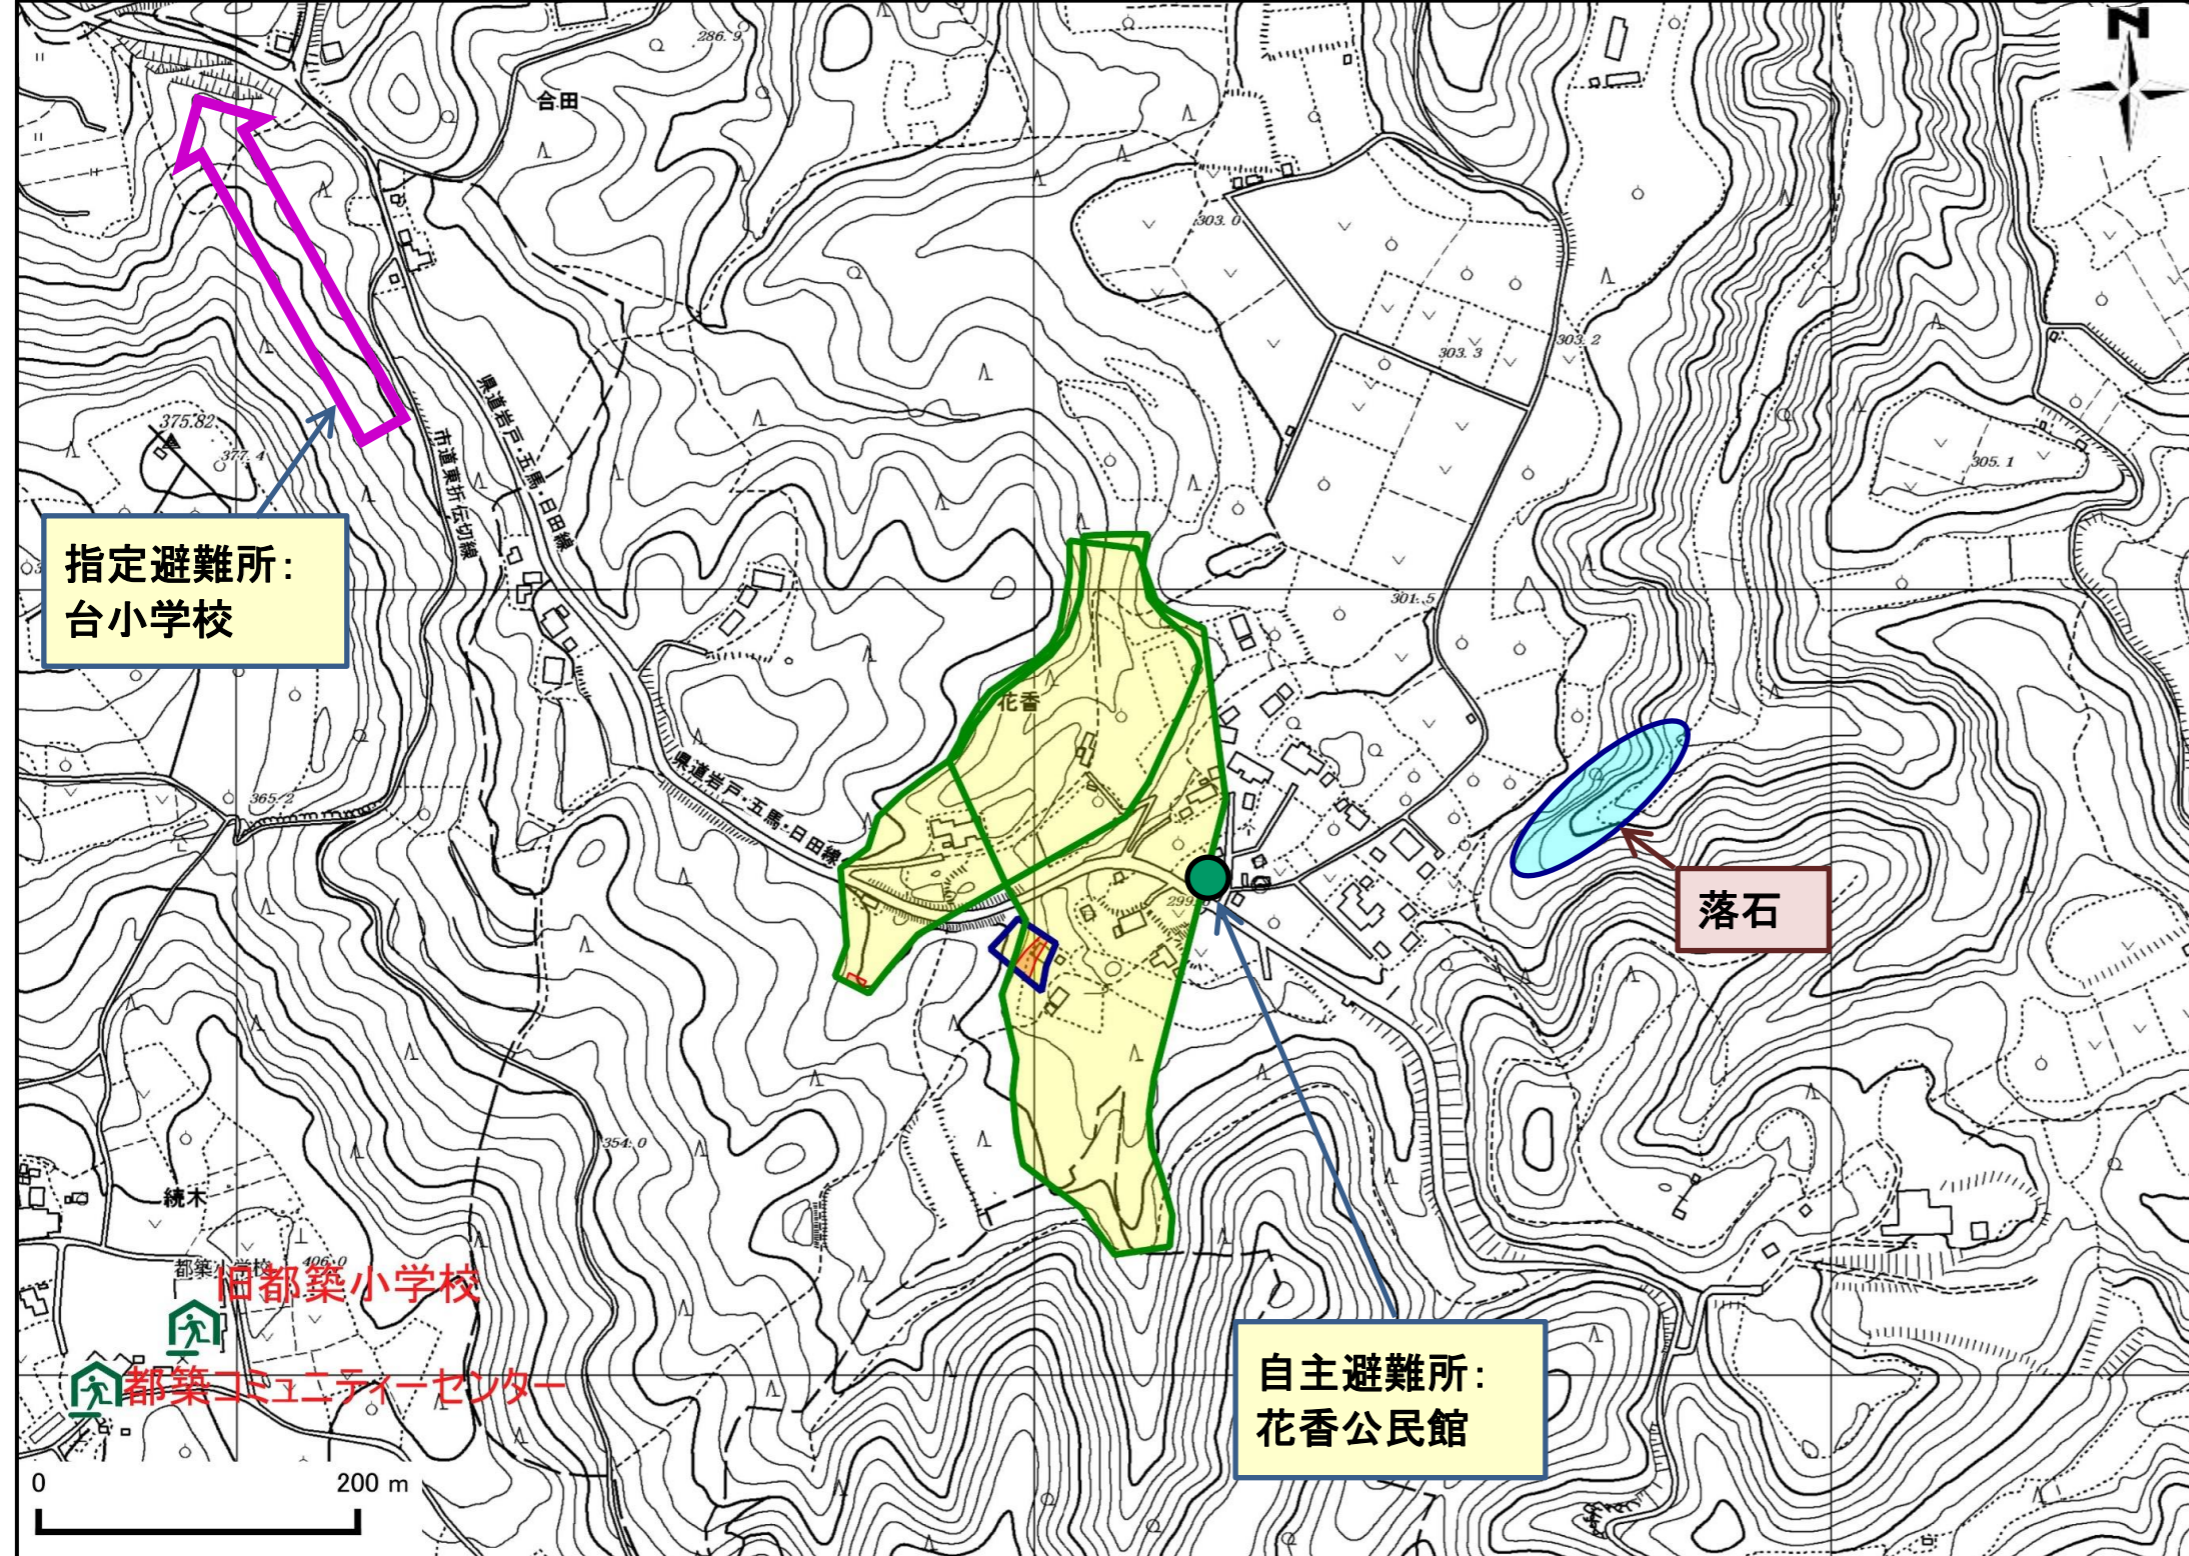 N
286.9
合田
303.0
303.2
303.3
県道岩戸・五馬・日田線
375.82
377.4
市道東折伝切線
305.1
指定避難所：
台小学校
301.5
花香
県道岩戸・五馬・日田線
365.2
落石
354.0
続木
都築小学校
406.0
旧都築小学校
自主避難所：
花香公民館
都築コミュニティーセンター
0
200 m